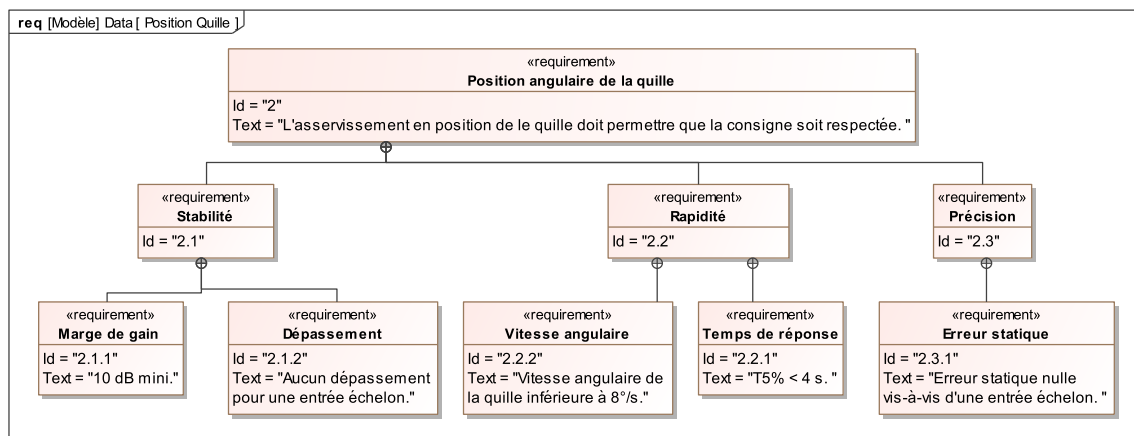 req [Modèle] Data [ Position Quille ]
«requirement»
Position angulaire de la quille
Id = "2"
Text = "L'asservissement en position de le quille doit permettre que la consigne soit respectée. "
«requirement»
Stabilité
Id = "2.1"
«requirement»
Rapidité
Id = "2.2"
«requirement»
Précision
Id = "2.3"
«requirement»
Marge de gain
Id = "2.1.1"
Text = "10 dB mini."
«requirement»
Dépassement
Id = "2.1.2"
Text = "Aucun dépassement
pour une entrée échelon."
«requirement»
Vitesse angulaire
Id = "2.2.2"
Text = "Vitesse angulaire de
la quille inférieure à 8°/s."
«requirement»
Temps de réponse
Id = "2.2.1"
Text = "T5% < 4 s. "
«requirement»
Erreur statique
Id = "2.3.1"
Text = "Erreur statique nulle
vis-à-vis d'une entrée échelon. "